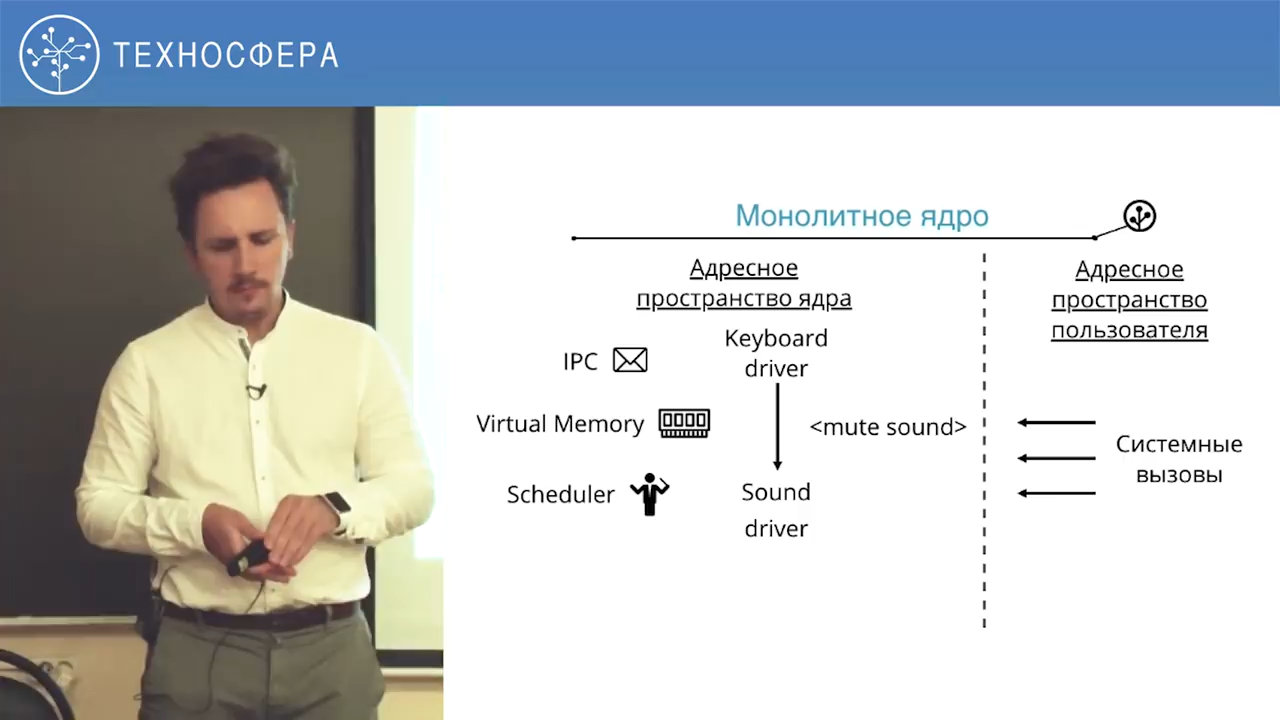 ТЕХНОСФЕРА
Монолитное ядро
Адресное
пространство ядра
Keyboard
driver
IPC
Virtual Memory
<mute sound>
Scheduler
Sound
driver
Адресное
пространство
пользователя
Системные
вызовы